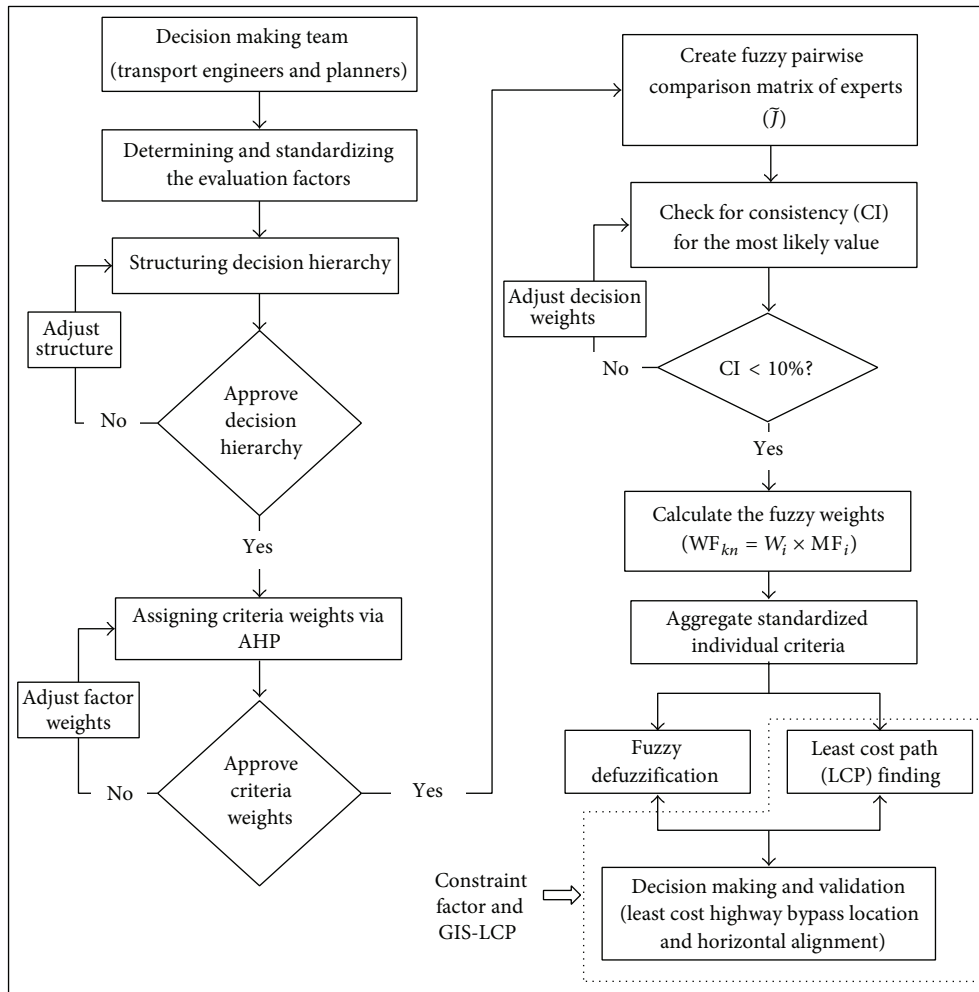 Decision making team
(transport engineers and planners)
Determining and standardizing
the evaluation factors
Structuring decision hierarchy
Adjust
structure
No
Approve
decision
hierarchy
Yes
Assigning criteria weights via
AHP
Adjust factor
weights
No
Approve
criteria
weights
Yes
Create fuzzy pairwise
comparison matrix of experts
(J̃)
Check for consistency (CI)
for the most likely value
Adjust decision
weights
No
CI < 10%?
Yes
Calculate the fuzzy weights
(WF_kn = W_i × MF_i)
Aggregate standardized
individual criteria
Fuzzy
defuzzification
Least cost path
(LCP) finding
Constraint
factor and
GIS-LCP
Decision making and validation
(least cost highway bypass location
and horizontal alignment)